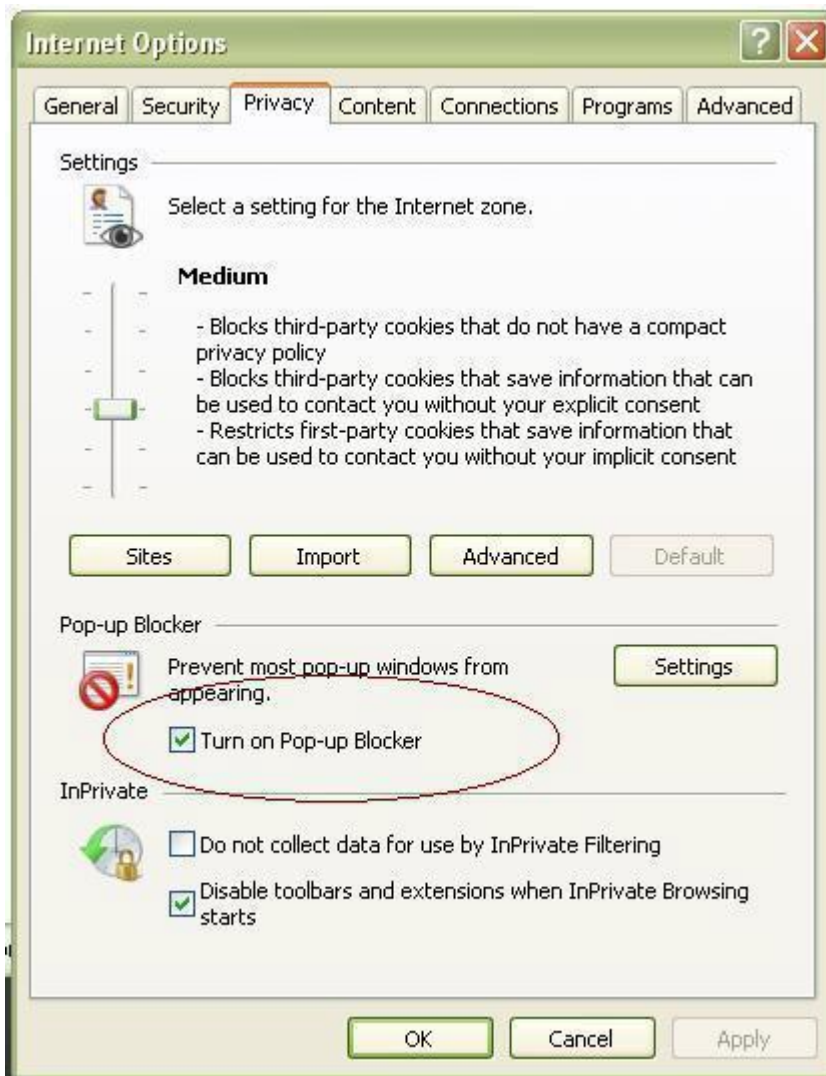 Internet Options
General Security Privacy Content Connections Programs Advanced
Settings
Select a setting for the Internet zone.
Medium
- Blocks third-party cookies that do not have a compact
privacy policy
- Blocks third-party cookies that save information that can
be used to contact you without your explicit consent
- Restricts first-party cookies that save information that
can be used to contact you without your implicit consent
Sites Import Advanced Default
Pop-up Blocker
Prevent most pop-up windows from
appearing.
Settings
Turn on Pop-up Blocker
InPrivate
Do not collect data for use by InPrivate Filtering
Disable toolbars and extensions when InPrivate Browsing
starts
OK Cancel Apply